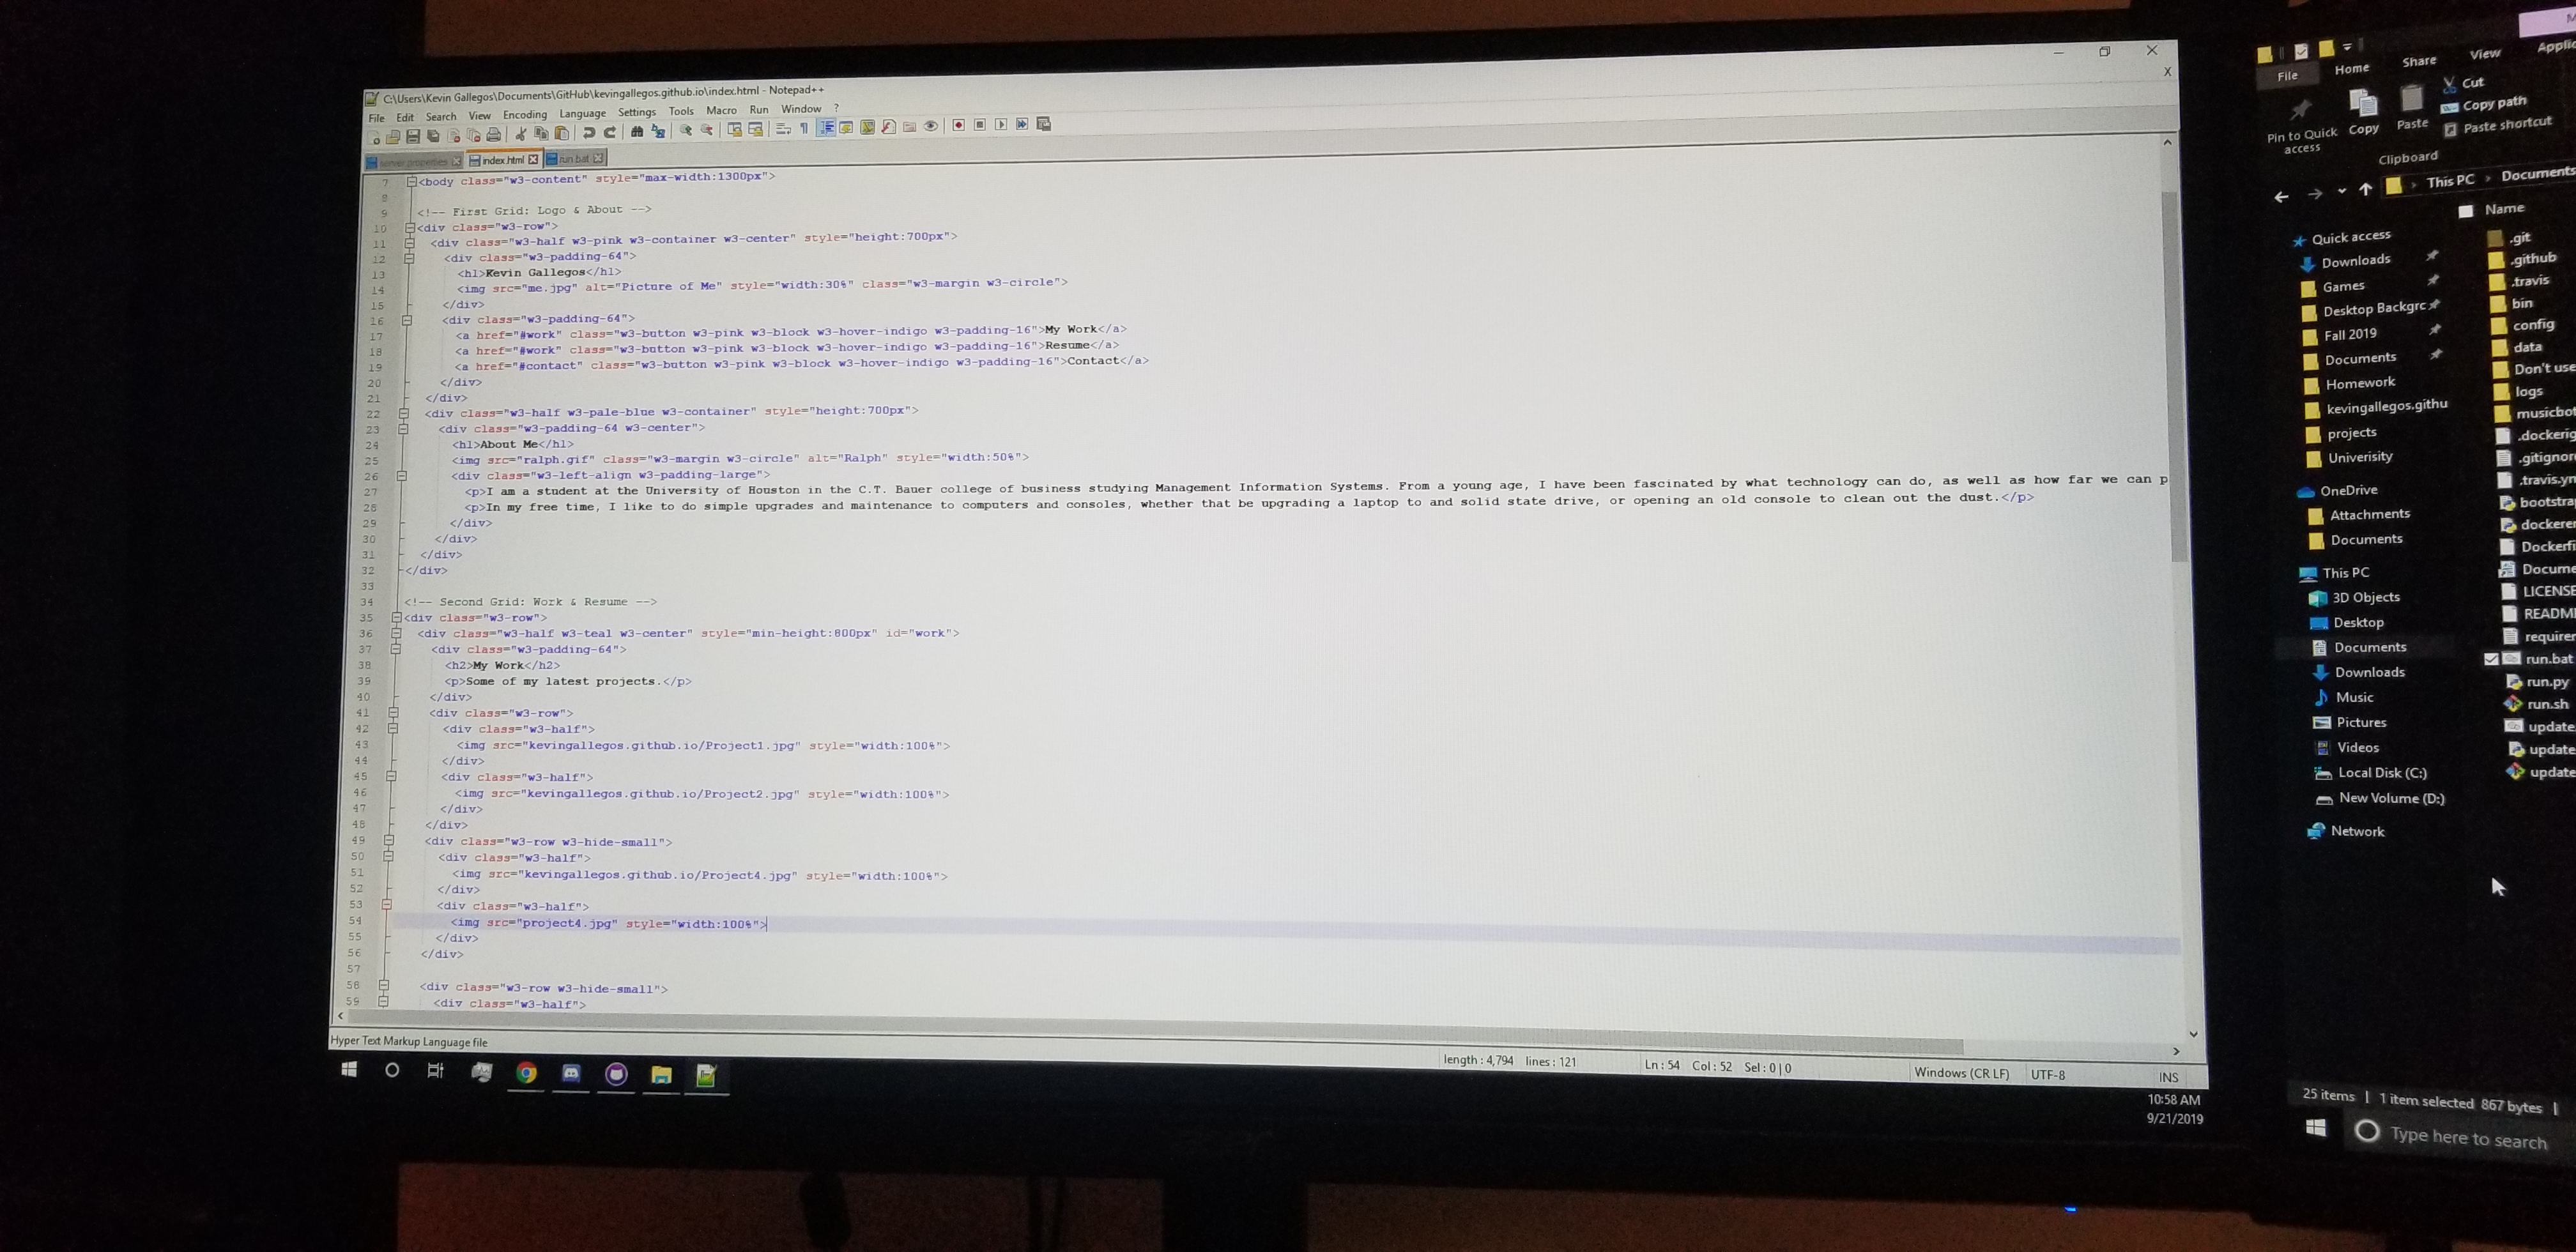 C:\Users\Kevin Gallegos\Documents\GitHub\kevingallegos.github.io\index.html - Notepad++
File Edit Search View Encoding Language Settings Tools Macro Run Window ?
server.properties index.html run.bat
7 <body class="w3-content" style="max-width:1300px">
8
9 <!-- First Grid: Logo & About -->
10 <div class="w3-row">
11 <div class="w3-half w3-pink w3-container w3-center" style="height:700px">
12 <div class="w3-padding-64">
13 <h1>Kevin Gallegos</h1>
14 <img src="me.jpg" alt="Picture of Me" style="width:30%" class="w3-margin w3-circle">
15 </div>
16 <div class="w3-padding-64">
17 <a href="#work" class="w3-button w3-pink w3-block w3-hover-indigo w3-padding-16">My Work</a>
18 <a href="#work" class="w3-button w3-pink w3-block w3-hover-indigo w3-padding-16">Resume</a>
19 <a href="#contact" class="w3-button w3-pink w3-block w3-hover-indigo w3-padding-16">Contact</a>
20 </div>
21 </div>
22 <div class="w3-half w3-pale-blue w3-container" style="height:700px">
23 <div class="w3-padding-64 w3-center">
24 <h1>About Me</h1>
25 <img src="ralph.gif" class="w3-margin w3-circle" alt="Ralph" style="width:50%">
26 <div class="w3-left-align w3-padding-large">
27 <p>I am a student at the University of Houston in the C.T. Bauer college of business studying Management Information Systems. From a young age, I have been fascinated by what technology can do, as well as how far we can p
28 <p>In my free time, I like to do simple upgrades and maintenance to computers and consoles, whether that be upgrading a laptop to and solid state drive, or opening an old console to clean out the dust.</p>
29 </div>
30 </div>
31 </div>
32 </div>
33
34 <!-- Second Grid: Work & Resume -->
35 <div class="w3-row">
36 <div class="w3-half w3-teal w3-center" style="min-height:800px" id="work">
37 <div class="w3-padding-64">
38 <h2>My Work</h2>
39 <p>Some of my latest projects.</p>
40 </div>
41 <div class="w3-row">
42 <div class="w3-half">
43 <img src="kevingallegos.github.io/Project1.jpg" style="width:100%">
44 </div>
45 <div class="w3-half">
46 <img src="kevingallegos.github.io/Project2.jpg" style="width:100%">
47 </div>
48 </div>
49 <div class="w3-row w3-hide-small">
50 <div class="w3-half">
51 <img src="kevingallegos.github.io/Project4.jpg" style="width:100%">
52 </div>
53 <div class="w3-half">
54 <img src="project4.jpg" style="width:100%">
55 </div>
56 </div>
57
58 <div class="w3-row w3-hide-small">
59 <div class="w3-half">
Hyper Text Markup Language file
length : 4,794 lines : 121
Ln : 54 Col : 52 Sel : 0 | 0
Windows (CR LF) UTF-8 INS
10:58 AM
9/21/2019
File Home Share View Applic
Pin to Quick access
Copy
Paste
Cut
Copy path
Paste shortcut
Clipboard
This PC > Documents
Name
Quick access
Downloads
Games
Desktop Backgrc
Fall 2019
Documents
Homework
kevingallegos.githu
projects
Univerisity
OneDrive
Attachments
Documents
This PC
3D Objects
Desktop
Documents
Downloads
Music
Pictures
Videos
Local Disk (C:)
New Volume (D:)
Network
.git
.github
.travis
bin
config
data
Don't use
logs
musicbot
.dockerig
.gitignor
.travis.yn
bootstra
dockerer
Dockerfi
Docume
LICENSE
READMI
requirer
run.bat
run.py
run.sh
update
update
update
25 items | 1 item selected 867 bytes |
Type here to search